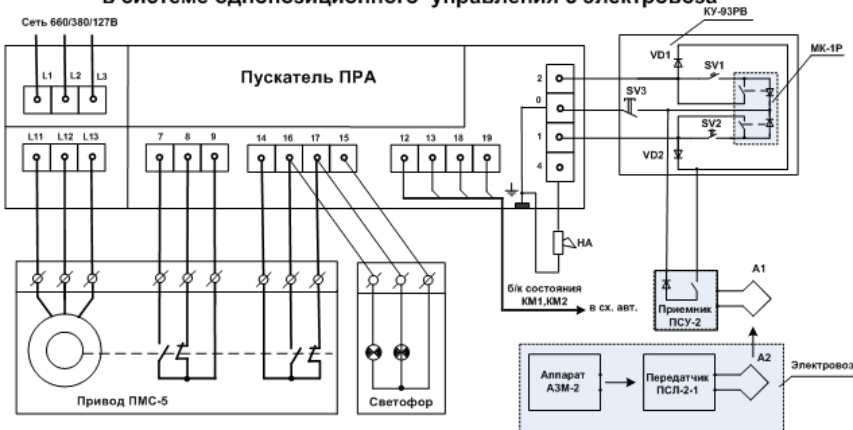 в системе однопозиционного управления с электровоза
Сеть 660/380/127В
КУ-93РВ
L1 L2 L3
Пускатель ПРА
VD1
SV1
МК-1Р
SV3
SV2
VD2
2
0
1
4
L11 L12 L13
7 8 9
14 16 17 15
12 13 18 19
НА
б/к состояния
КМ1,КМ2
в сх. авт.
А1
Приемник
ПСУ-2
А2
Электровоз
Аппарат
АЗМ-2
Передатчик
ПСЛ-2-1
Привод ПМС-5
Светофор